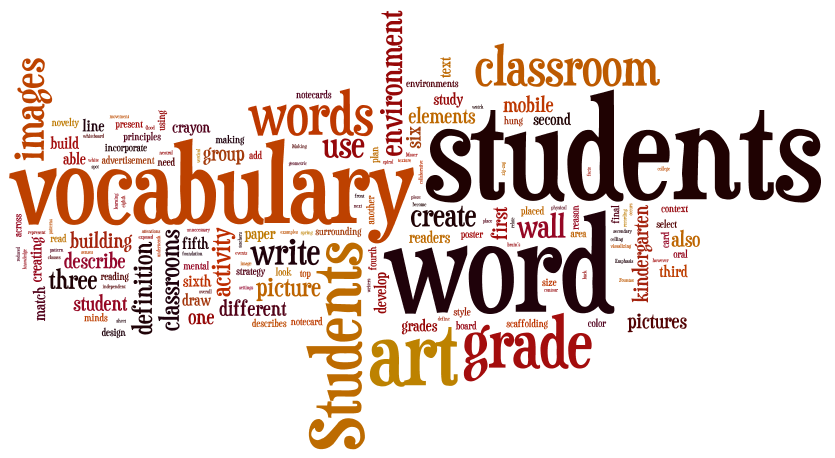 environment
images
text
classroom
environments
notecards
words
study
mobile
elements
hung
second
six
novelty
line
present
using
crayon
students
build
principles
incorporate
making
use
able
advertisement
need
group
add
plan
vocabulary
another
create
first
placed
wall
reason
final
kindergarten
context
across
select
card
also
oral
third
readers
poster
area
word
read
building
describe
three
reading
creating
match
student
minds
design
definition
classrooms
fifth
foundation
mental
sixth
draw
one
activity
paper
surrounding
write
strategy
look
top
picture
different
describes
notecard
Students
fourth
develop
size
style
grades
board
scaffolding
color
pictures
art
grade